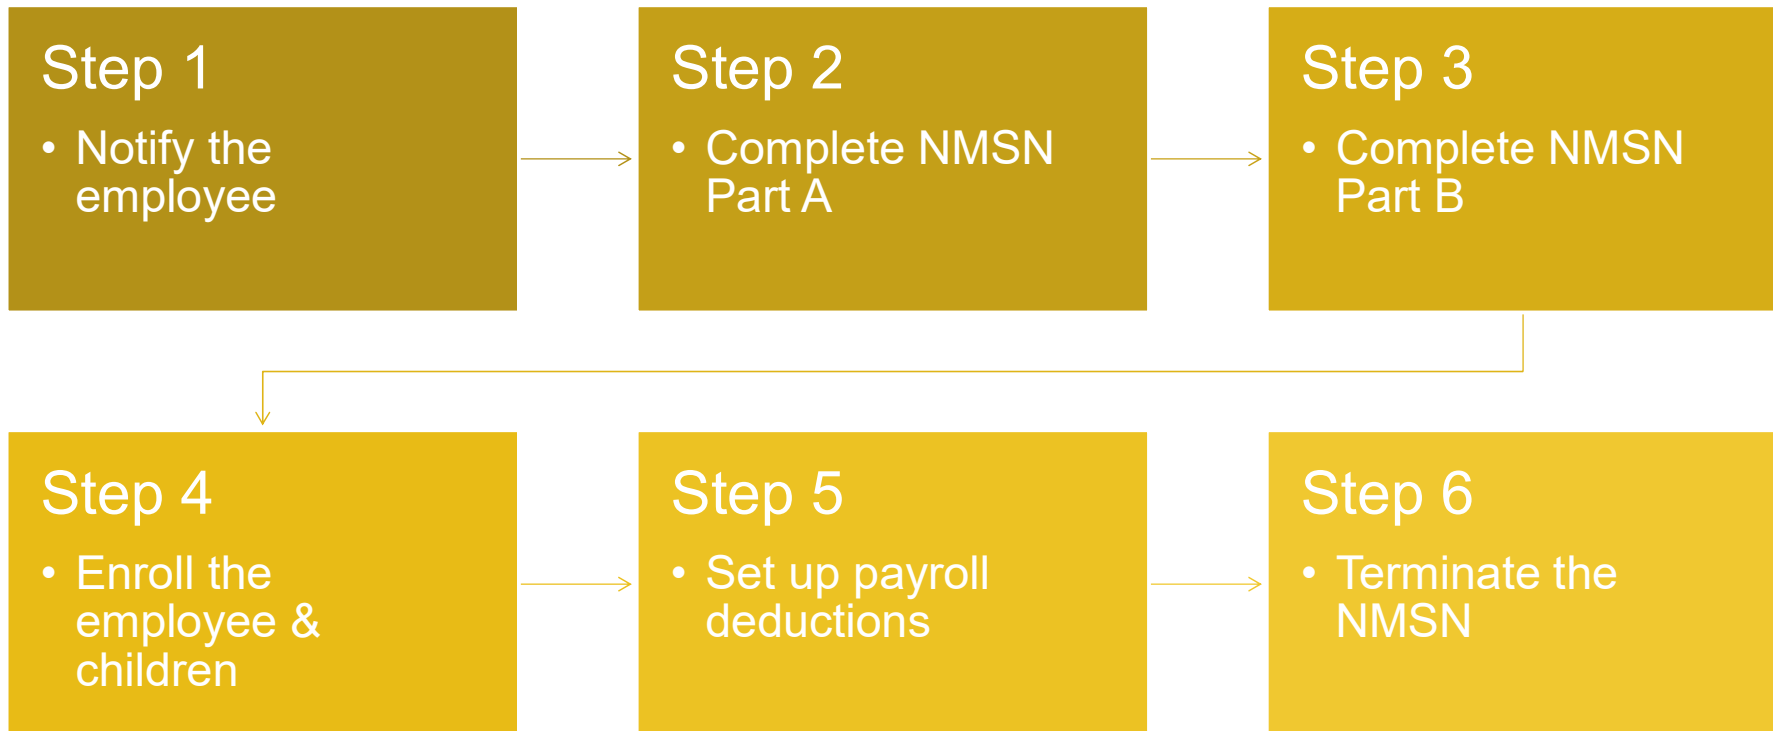 Step 1
• Notify the
employee
Step 2
• Complete NMSN
Part A
Step 3
• Complete NMSN
Part B
Step 4
• Enroll the
employee &
children
Step 5
• Set up payroll
deductions
Step 6
• Terminate the
NMSN